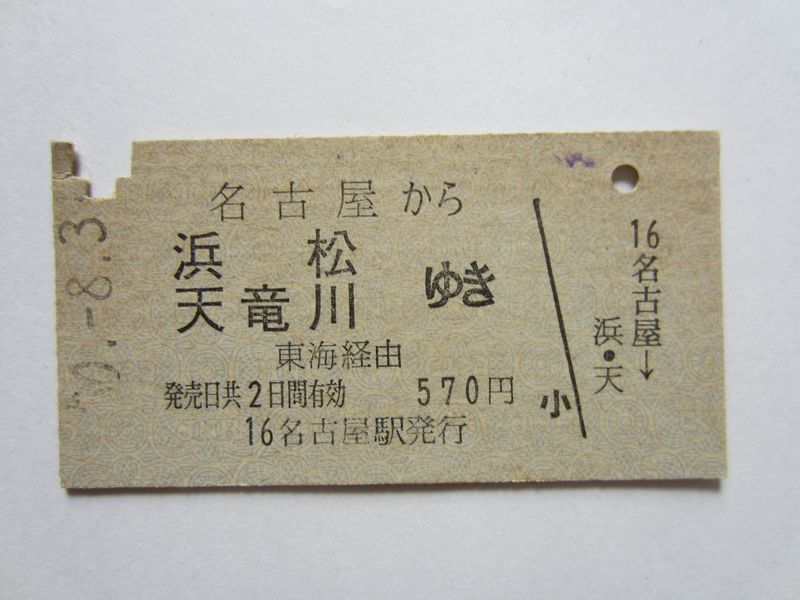 名古屋から
浜松
天竜川
ゆき
東海経由
発売日共2日間有効 570円
16名古屋駅発行
小
16名古屋→
浜・天
-8.3